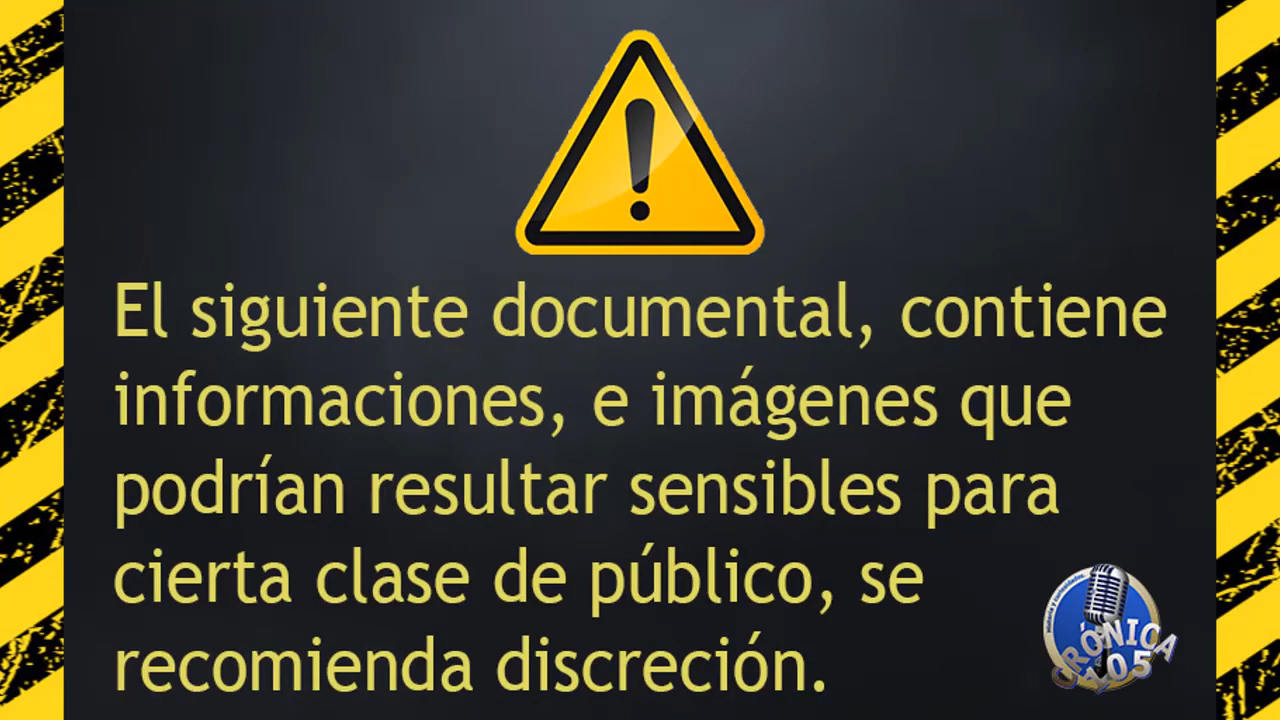 El siguiente documental, contiene
informaciones, e imágenes que
podrían resultar sensibles para
cierta clase de público, se
recomienda discreción.
CRÓNICA